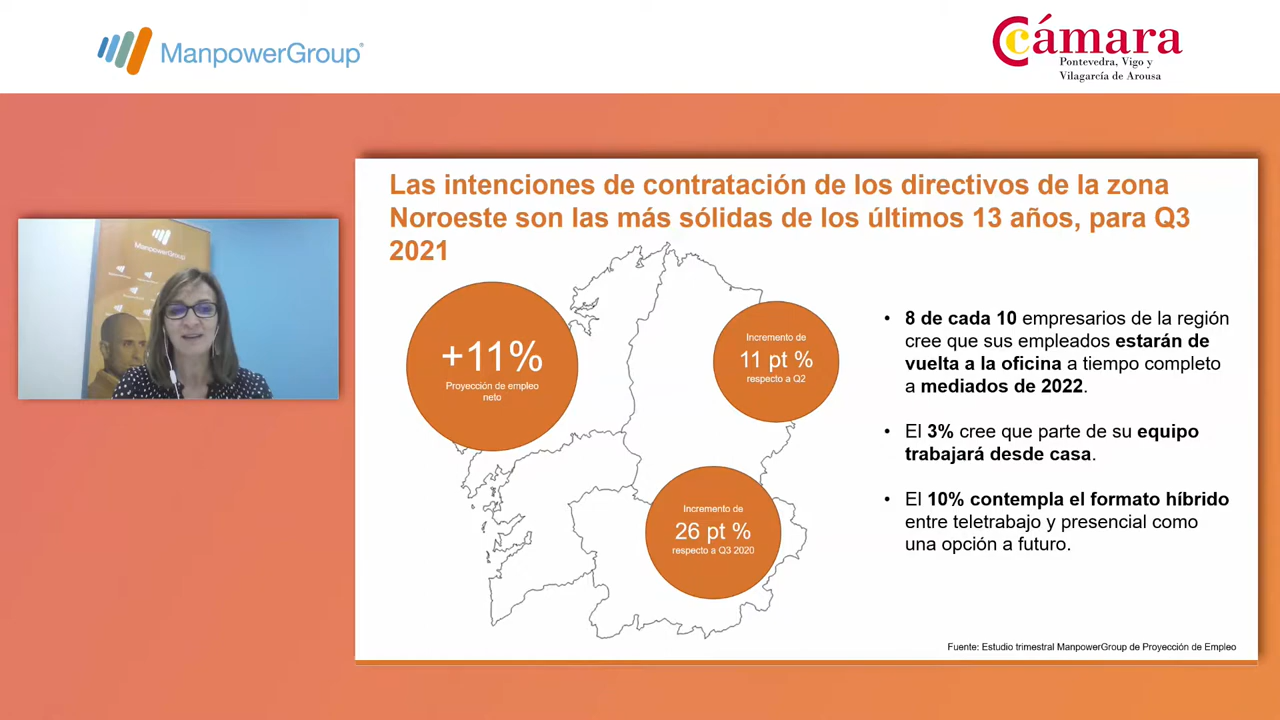 ManpowerGroup
Cámara
Pontevedra, Vigo y
Vilagarcía de Arousa
ManpowerGroup
Las intenciones de contratación de los directivos de la zona
Noroeste son las más sólidas de los últimos 13 años, para Q3
2021
+11%
Proyección de empleo
neto
Incremento de
11 pt %
respecto a Q2
Incremento de
26 pt %
respecto a Q3 2020
• 8 de cada 10 empresarios de la región
cree que sus empleados estarán de
vuelta a la oficina a tiempo completo
a mediados de 2022.
• El 3% cree que parte de su equipo
trabajará desde casa.
• El 10% contempla el formato híbrido
entre teletrabajo y presencial como
una opción a futuro.
Fuente: Estudio trimestral ManpowerGroup de Proyección de Empleo